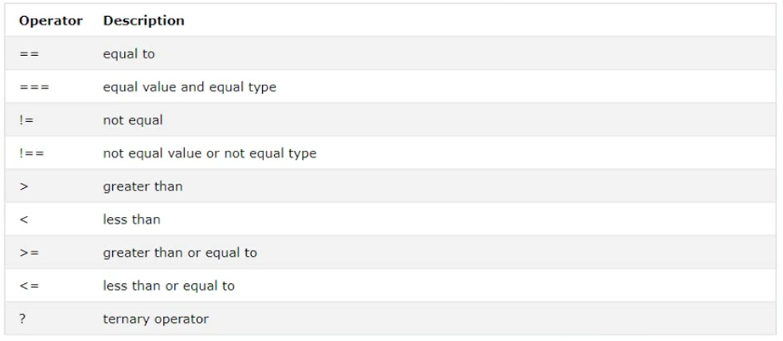 Operator Description
== equal to
=== equal value and equal type
!= not equal
!== not equal value or not equal type
> greater than
< less than
>= greater than or equal to
<= less than or equal to
? ternary operator